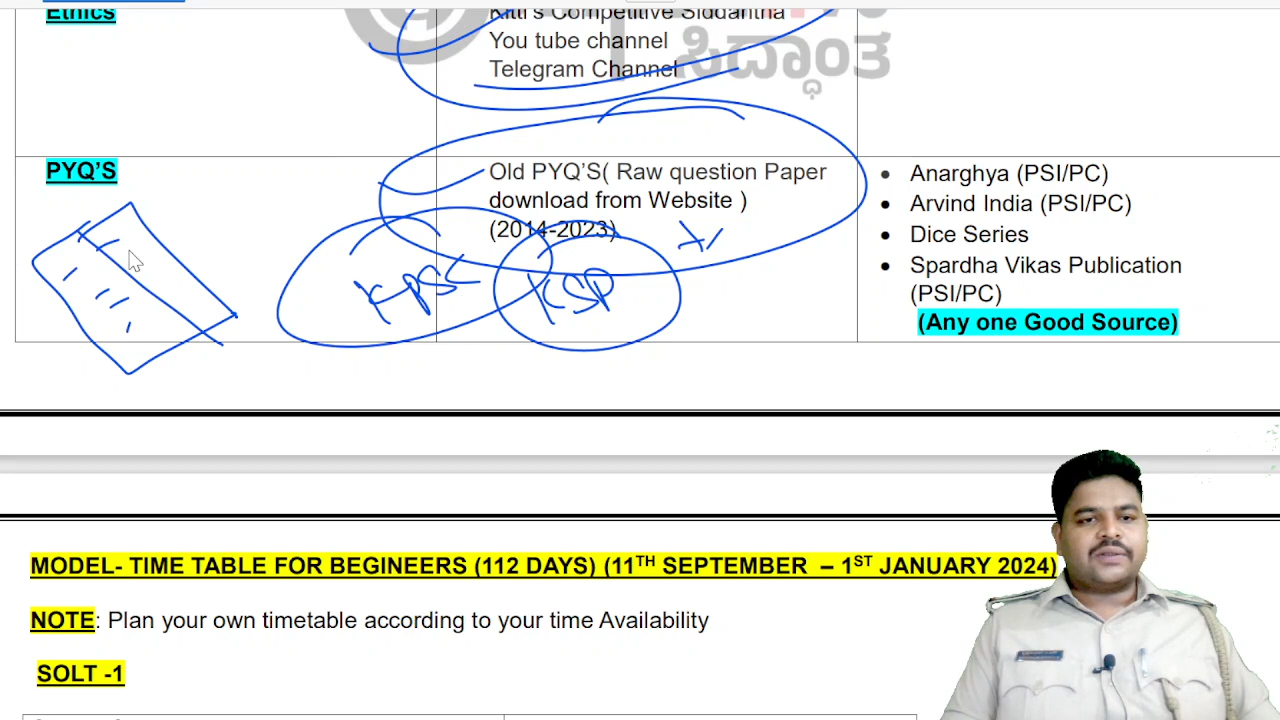 Ethics
Kitti's Competitive Siddantha
You tube channel
Telegram Channel
ಸಿದ್ಧಾಂತ
PYQ'S
Old PYQ'S( Raw question Paper
download from Website )
(2014-2023)
KPSC
KSP
• Anarghya (PSI/PC)
• Arvind India (PSI/PC)
• Dice Series
• Spardha Vikas Publication
(PSI/PC)
(Any one Good Source)
MODEL- TIME TABLE FOR BEGINEERS (112 DAYS) (11TH SEPTEMBER – 1ST JANUARY 2024)
NOTE: Plan your own timetable according to your time Availability
SOLT -1